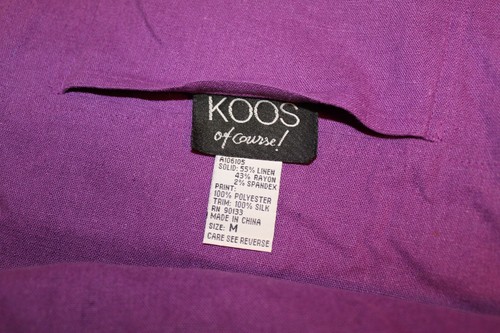 KOOS
of course!
A106105
SOLID: 55% LINEN
43% RAYON
2% SPANDEX
PRINT:
100% POLYESTER
TRIM: 100% SILK
RN 90133
MADE IN CHINA
SIZE: M
CARE SEE REVERSE